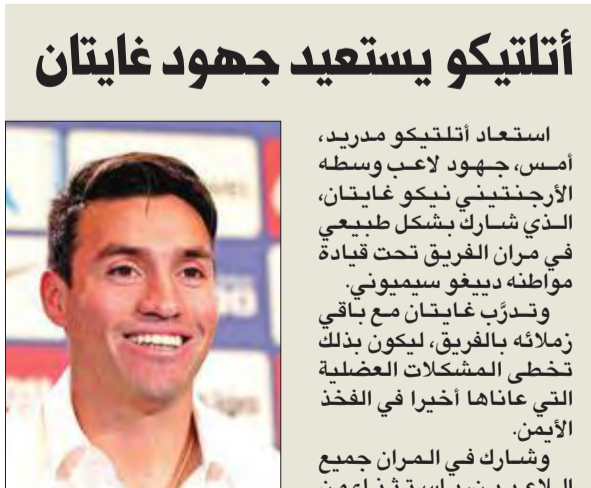 أتلتيكو يستعيد جهود غايتان
استعاد أتلتيكو مدريد،
أمس، جهود لاعب وسطه
الأرجنتيني نيكو غايتان،
الذي شارك بشكل طبيعي
في مران الفريق تحت قيادة
مواطنه دييغو سيميوني.
وتدرَّب غايتان مع باقي
زملائه بالفريق، ليكون بذلك
تخطى المشكلات العضلية
التي عاناها أخيرا في الفخذ
الأيمن.
وشارك في المران جميع